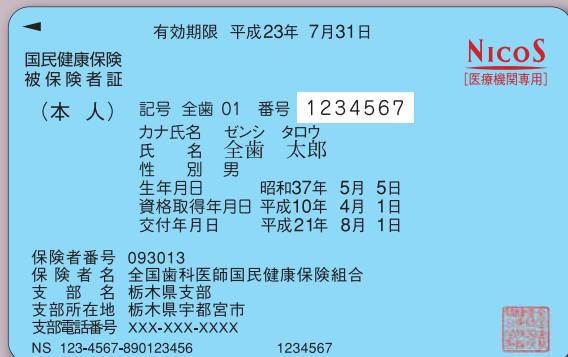 有効期限 平成23年 7月31日
NICOS
[医療機関専用]
国民健康保険
被保険者証
（本 人） 記号 全歯 01 番号 1234567
カナ氏名 ゼンシ タロウ
氏 名 全歯 太郎
性 別 男
生年月日 昭和37年 5月 5日
資格取得年月日 平成10年 4月 1日
交付年月日 平成21年 8月 1日
保険者番号 093013
保険者名 全国歯科医師国民健康保険組合
支部名 栃木県支部
支部所在地 栃木県宇都宮市
支部電話番号 XXX-XXX-XXXX
NS 123-4567-890123456 1234567